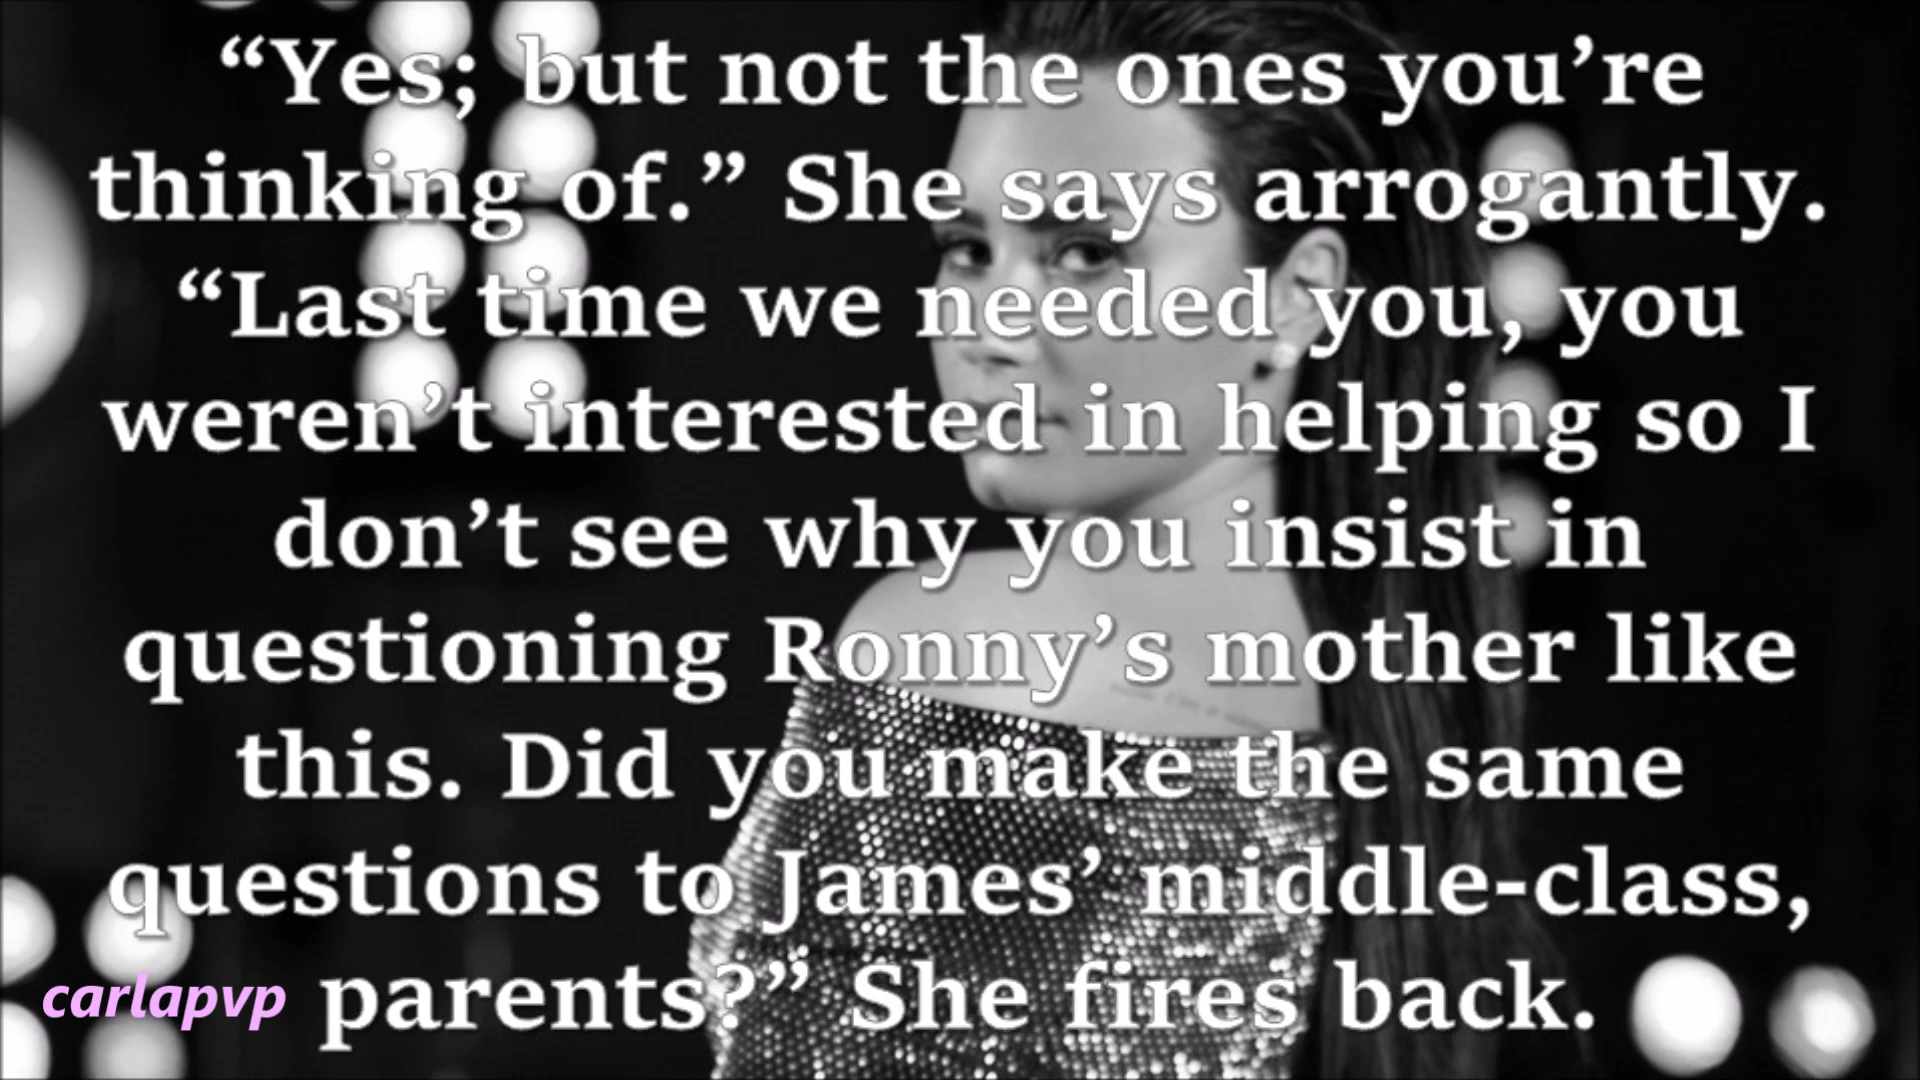 “Yes; but not the ones you’re
thinking of.” She says arrogantly.
“Last time we needed you, you
weren’t interested in helping so I
don’t see why you insist in
questioning Ronny’s mother like
this. Did you make the same
questions to James’ middle-class,
parents?” She fires back.
carlapvp